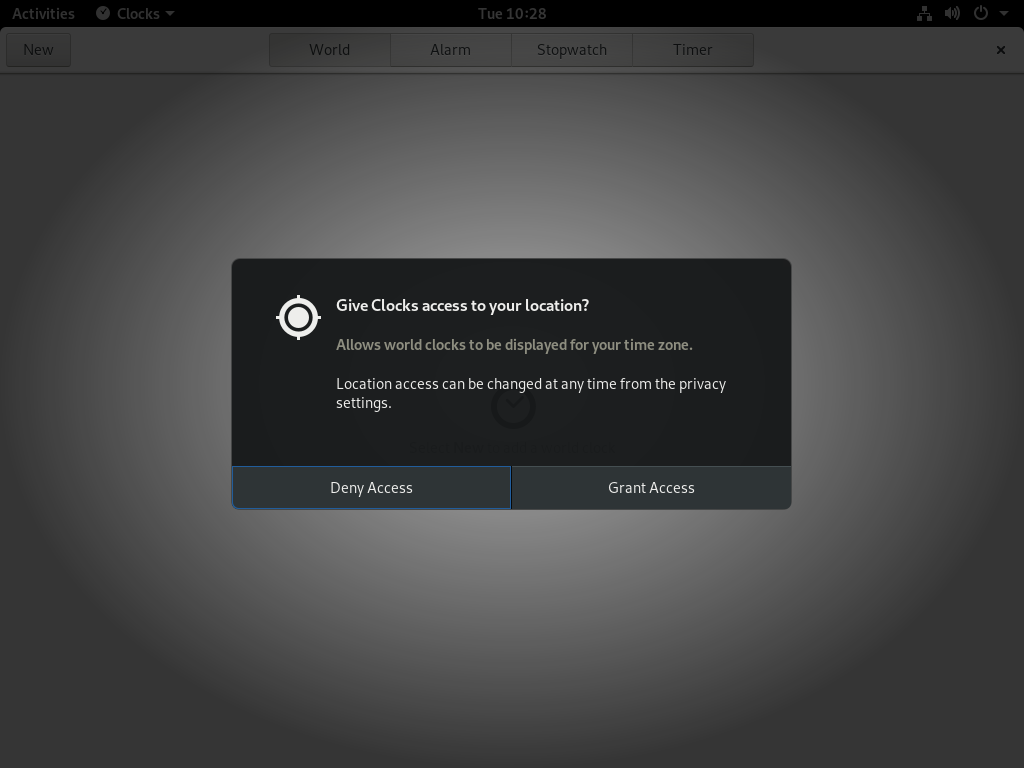 Activities Clocks Tue 10:28
New World Alarm Stopwatch Timer
Give Clocks access to your location?
Allows world clocks to be displayed for your time zone.
Location access can be changed at any time from the privacy
settings.
Deny Access Grant Access